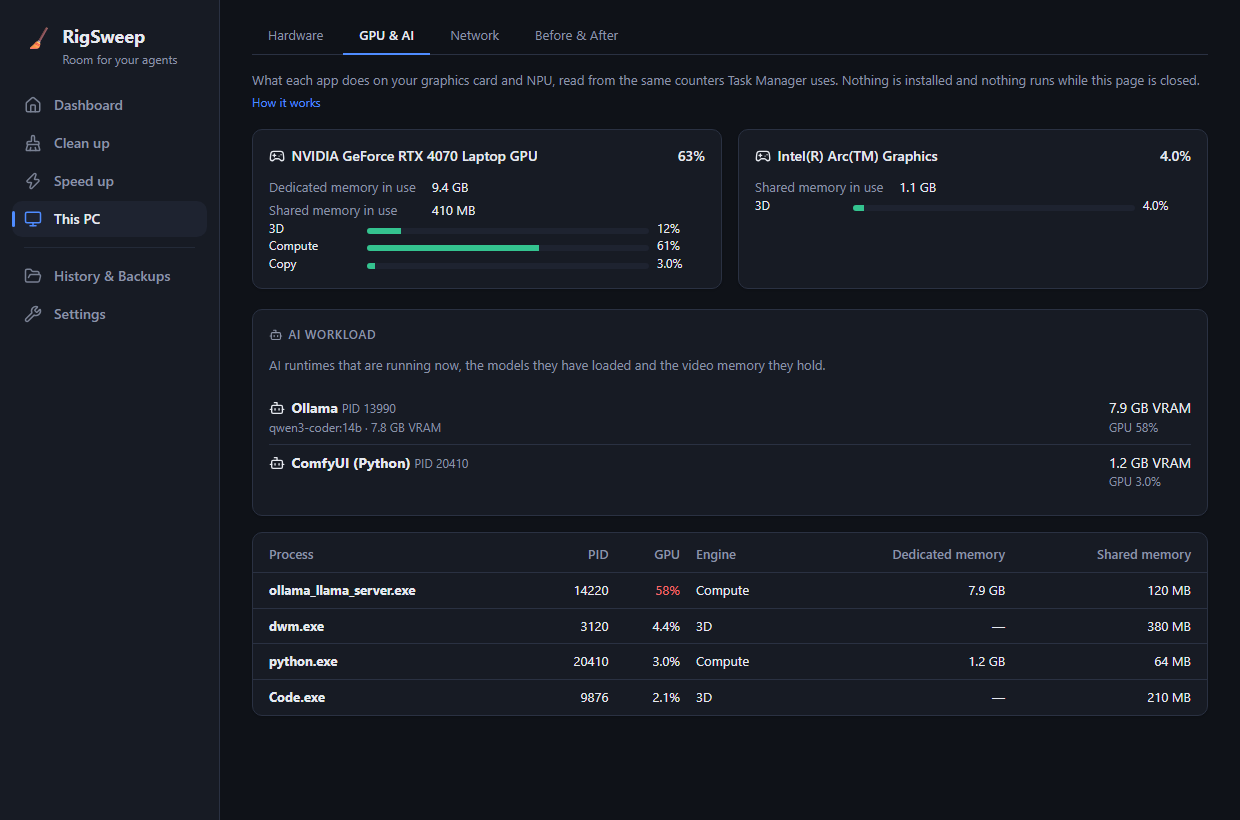 RigSweep
Room for your agents
Dashboard
Clean up
Speed up
This PC
History & Backups
Settings
Hardware GPU & AI Network Before & After
What each app does on your graphics card and NPU, read from the same counters Task Manager uses. Nothing is installed and nothing runs while this page is closed.
How it works
NVIDIA GeForce RTX 4070 Laptop GPU 63%
Dedicated memory in use 9.4 GB
Shared memory in use 410 MB
3D 12%
Compute 61%
Copy 3.0%
Intel(R) Arc(TM) Graphics 4.0%
Shared memory in use 1.1 GB
3D 4.0%
AI WORKLOAD
AI runtimes that are running now, the models they have loaded and the video memory they hold.
Ollama PID 13990 7.9 GB VRAM
qwen3-coder:14b · 7.8 GB VRAM GPU 58%
ComfyUI (Python) PID 20410 1.2 GB VRAM
GPU 3.0%
Process PID GPU Engine Dedicated memory Shared memory
ollama_llama_server.exe 14220 58% Compute 7.9 GB 120 MB
dwm.exe 3120 4.4% 3D — 380 MB
python.exe 20410 3.0% Compute 1.2 GB 64 MB
Code.exe 9876 2.1% 3D — 210 MB